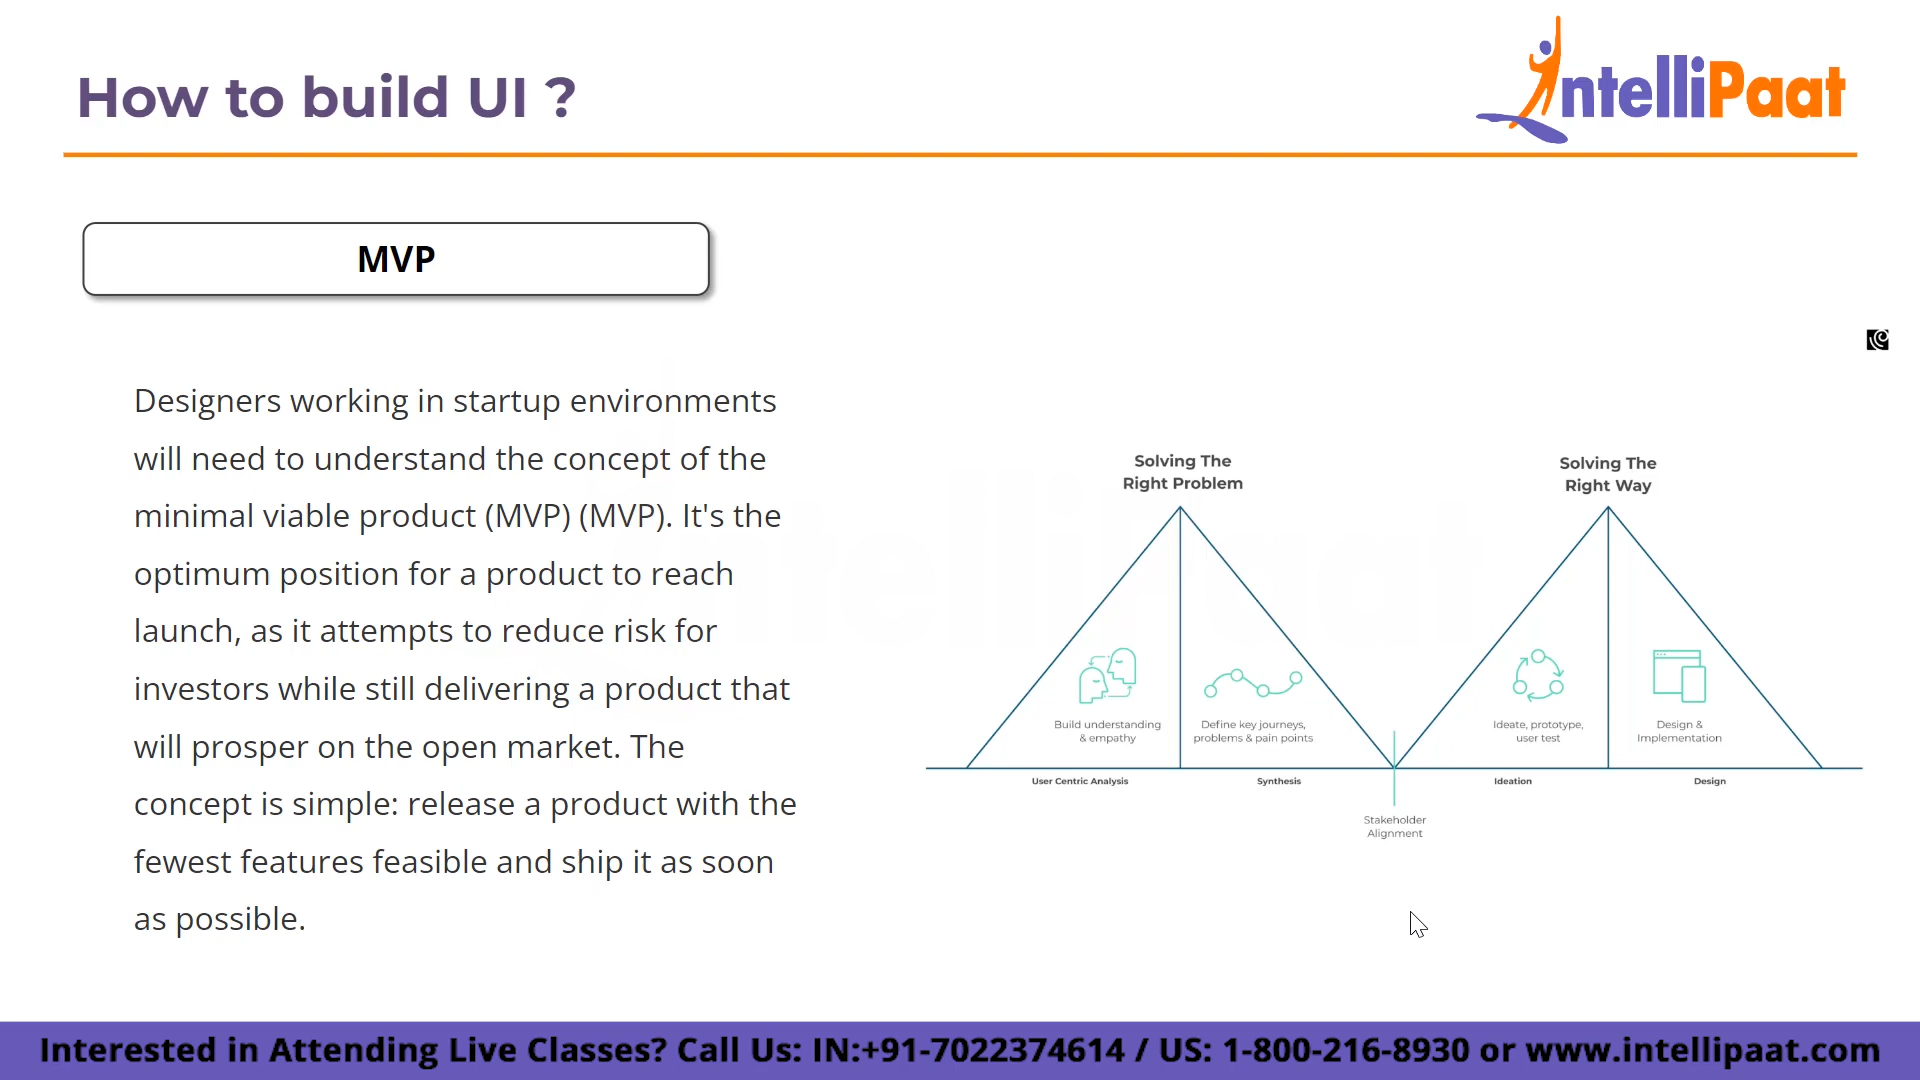 How to build UI ?
IntelliPaat
MVP
Designers working in startup environments
will need to understand the concept of the
minimal viable product (MVP) (MVP). It's the
optimum position for a product to reach
launch, as it attempts to reduce risk for
investors while still delivering a product that
will prosper on the open market. The
concept is simple: release a product with the
fewest features feasible and ship it as soon
as possible.
Solving The
Right Problem
Solving The
Right Way
Build understanding
& empathy
Define key journeys,
problems & pain points
Ideate, prototype,
user test
Design &
Implementation
User Centric Analysis
Synthesis
Ideation
Design
Stakeholder
Alignment
Interested in Attending Live Classes? Call Us: IN:+91-7022374614 / US: 1-800-216-8930 or www.intellipaat.com